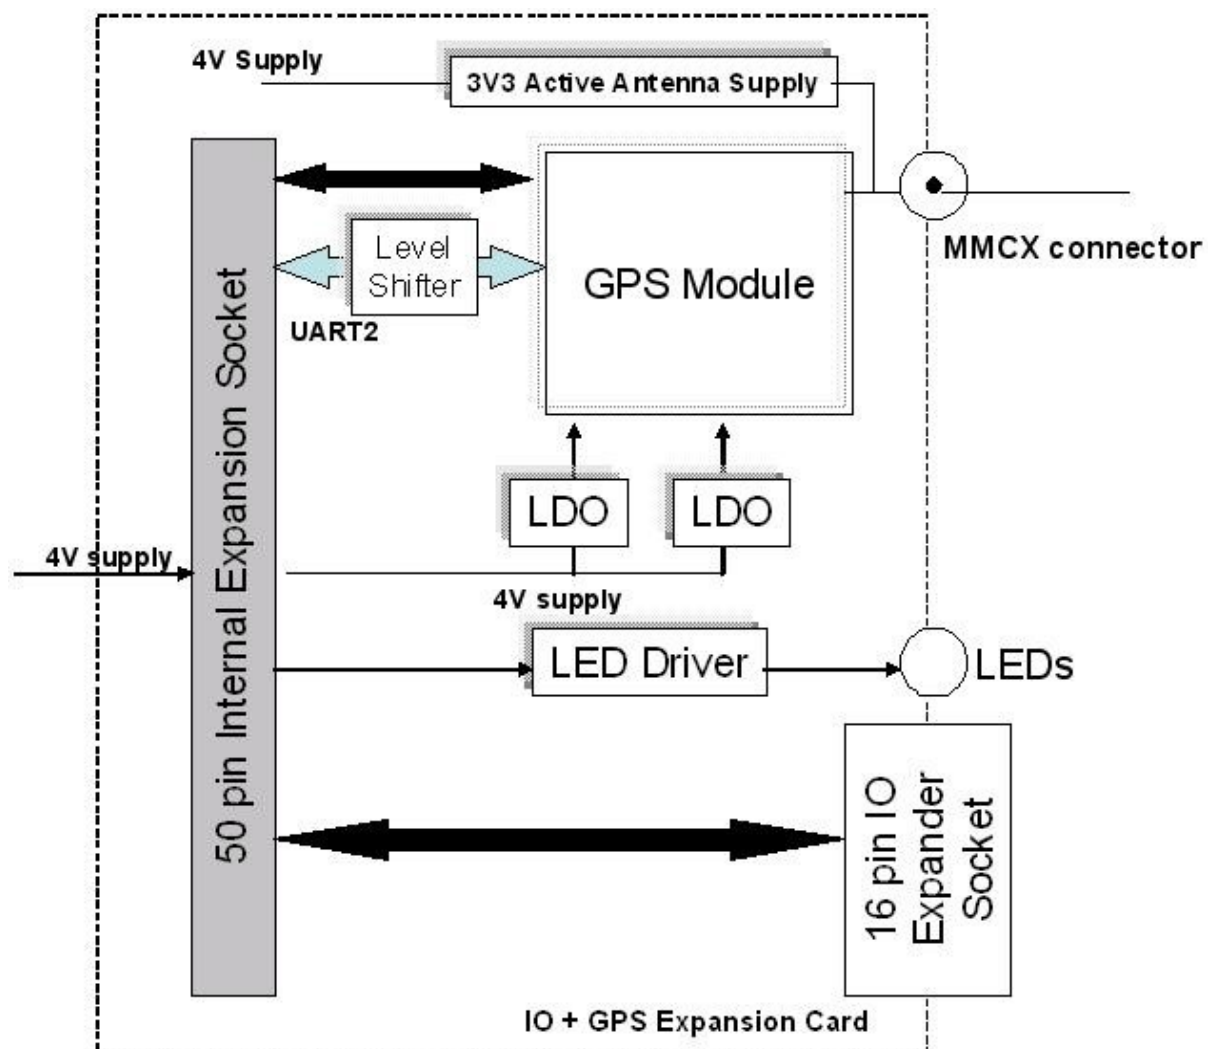 4V Supply
3V3 Active Antenna Supply
MMCX connector
Level
Shifter
GPS Module
UART2
50 pin Internal Expansion Socket
LDO
LDO
4V supply
4V supply
LED Driver
LEDs
16 pin IO
Expander
Socket
IO + GPS Expansion Card